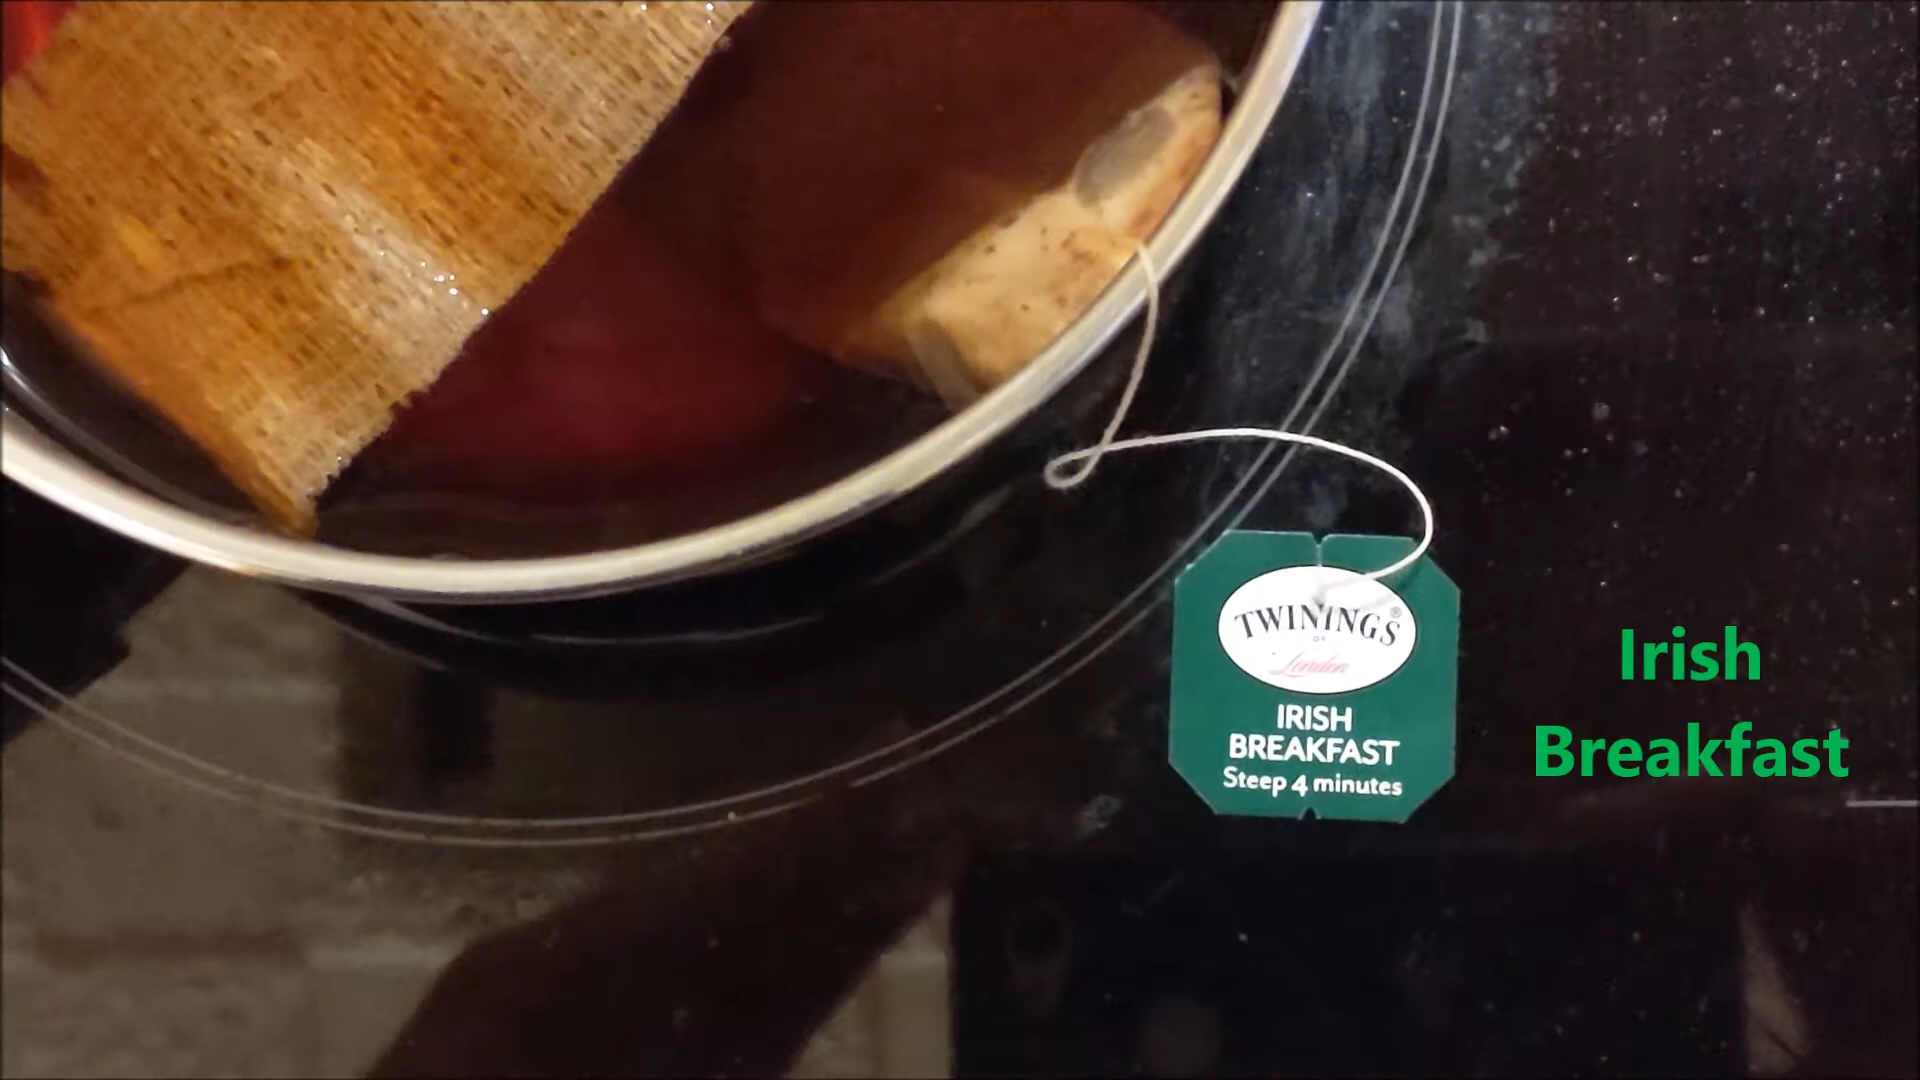 TWININGS®
OF
London
IRISH
BREAKFAST
Steep 4 minutes
Irish
Breakfast